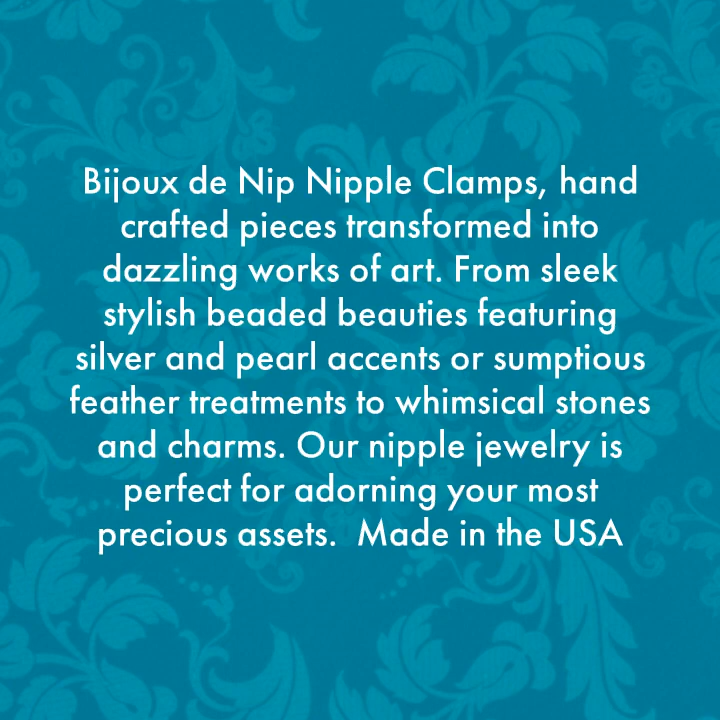 Bijoux de Nip Nipple Clamps, hand
crafted pieces transformed into
dazzling works of art. From sleek
stylish beaded beauties featuring
silver and pearl accents or sumptious
feather treatments to whimsical stones
and charms. Our nipple jewelry is
perfect for adorning your most
precious assets.  Made in the USA